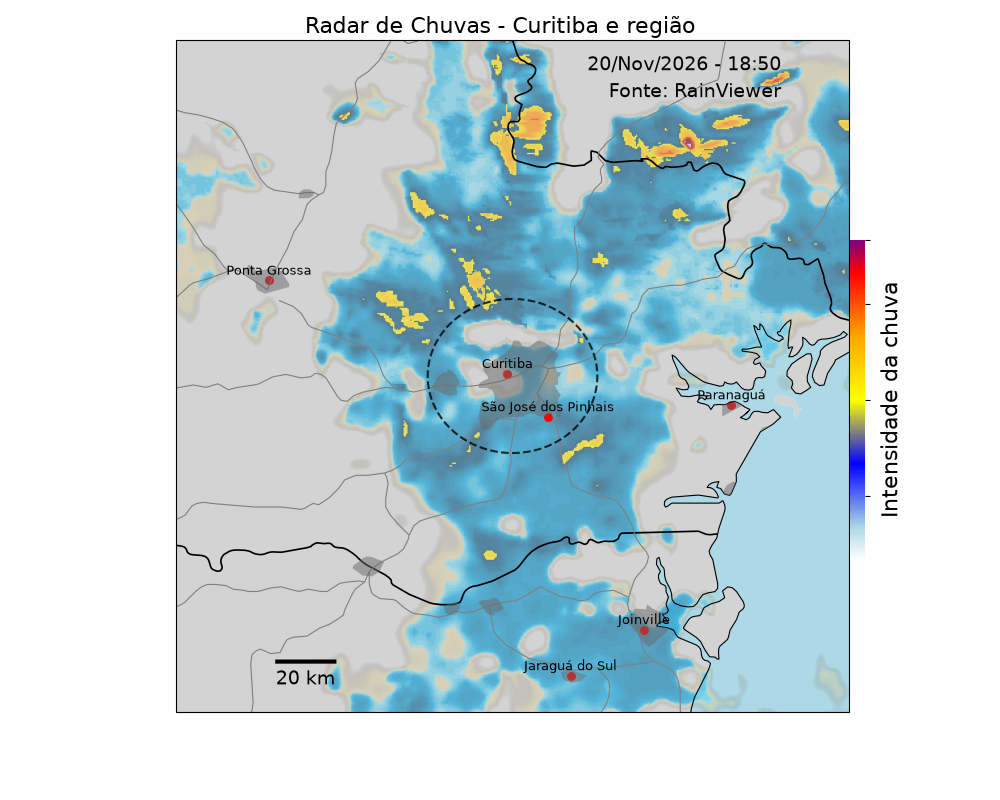 Radar de Chuvas - Curitiba e região
20/Nov/2026 - 18:50
Fonte: RainViewer
Ponta Grossa
Curitiba
Paranaguá
São José dos Pinhais
Joinville
Jaraguá do Sul
20 km
Intensidade da chuva